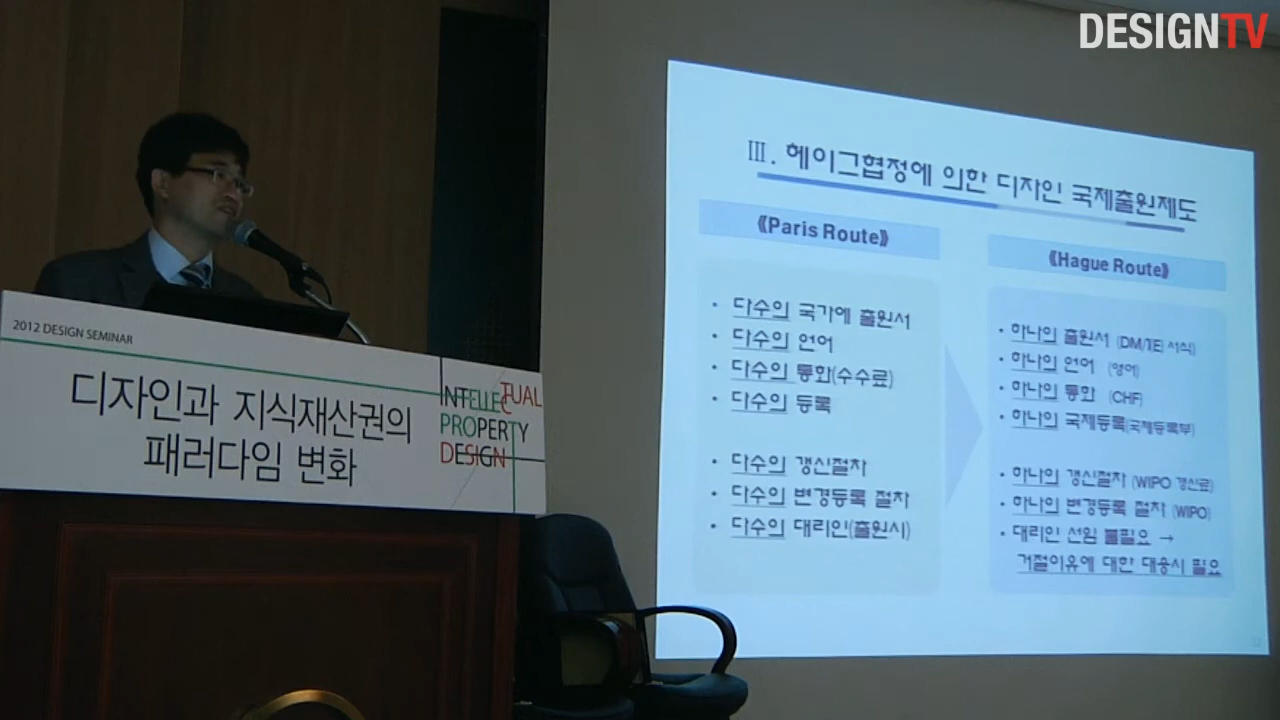 DESIGNTV
2012 DESIGN SEMINAR
디자인과 지식재산권의
패러다임 변화
INTELLECTUAL
PROPERTY
DESIGN
Ⅲ. 헤이그협정에 의한 디자인 국제출원제도
《Paris Route》
• 다수의 국가에 출원서
• 다수의 언어
• 다수의 통화(수수료)
• 다수의 등록
• 다수의 갱신절차
• 다수의 변경등록 절차
• 다수의 대리인(출원시)
《Hague Route》
• 하나의 출원서 (DM/1(E) 서식)
• 하나의 언어 (영어)
• 하나의 통화 (CHF)
• 하나의 국제등록(국제등록부)
• 하나의 갱신절차 (WIPO 갱신료)
• 하나의 변경등록 절차 (WIPO)
• 대리인 선임 불필요 →
거절이유에 대한 대응시 필요